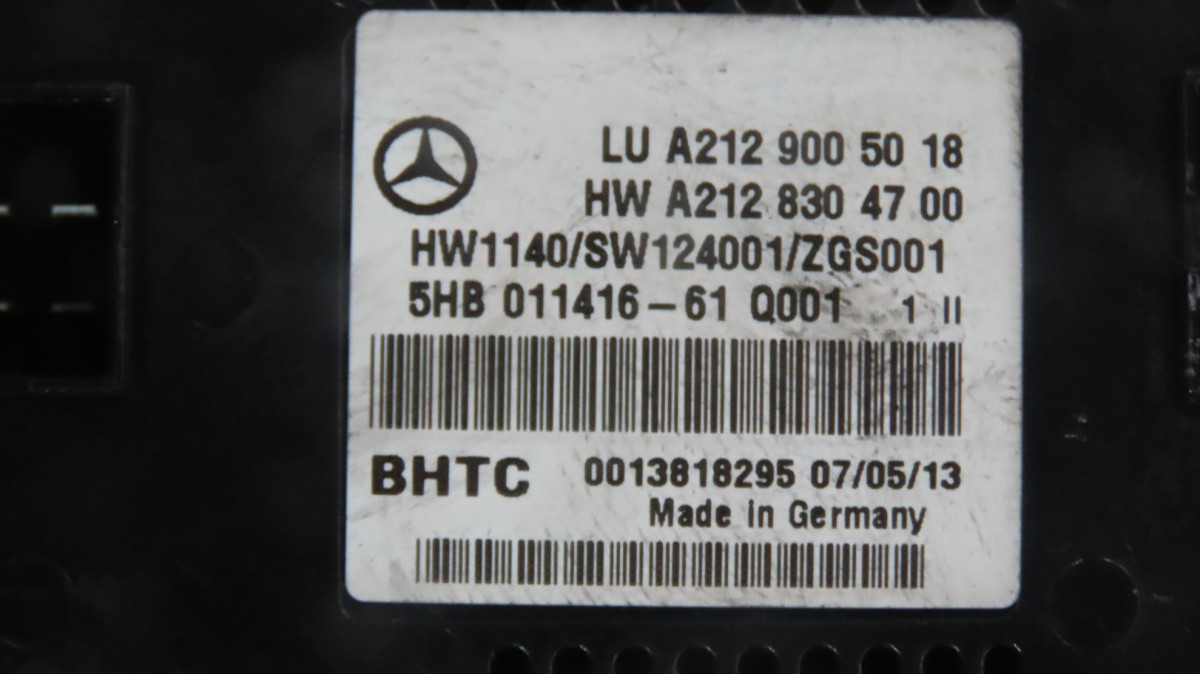 LU A212 900 50 18
HW A212 830 47 00
HW1140/SW124001/ZGS001
5HB 011416-61 Q001 1 II
BHTC 0013818295 07/05/13
Made in Germany